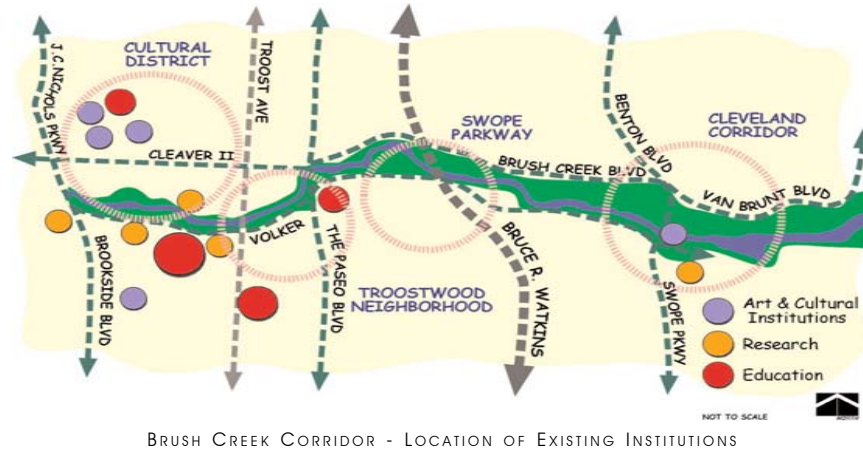 CULTURAL
DISTRICT
J.C. NICHOLS PKWY
TROOST AVE
CLEAVER II
SWOPE
PARKWAY
BENTON BLVD
CLEVELAND
CORRIDOR
BRUSH CREEK BLVD
VAN BRUNT BLVD
VOLKER
BROOKSIDE BLVD
THE PASEO BLVD
TROOSTWOOD
NEIGHBORHOOD
BRUCE R. WATKINS
SWOPE PKWY
Art & Cultural
Institutions
Research
Education
NOT TO SCALE
BRUSH CREEK CORRIDOR - LOCATION OF EXISTING INSTITUTIONS